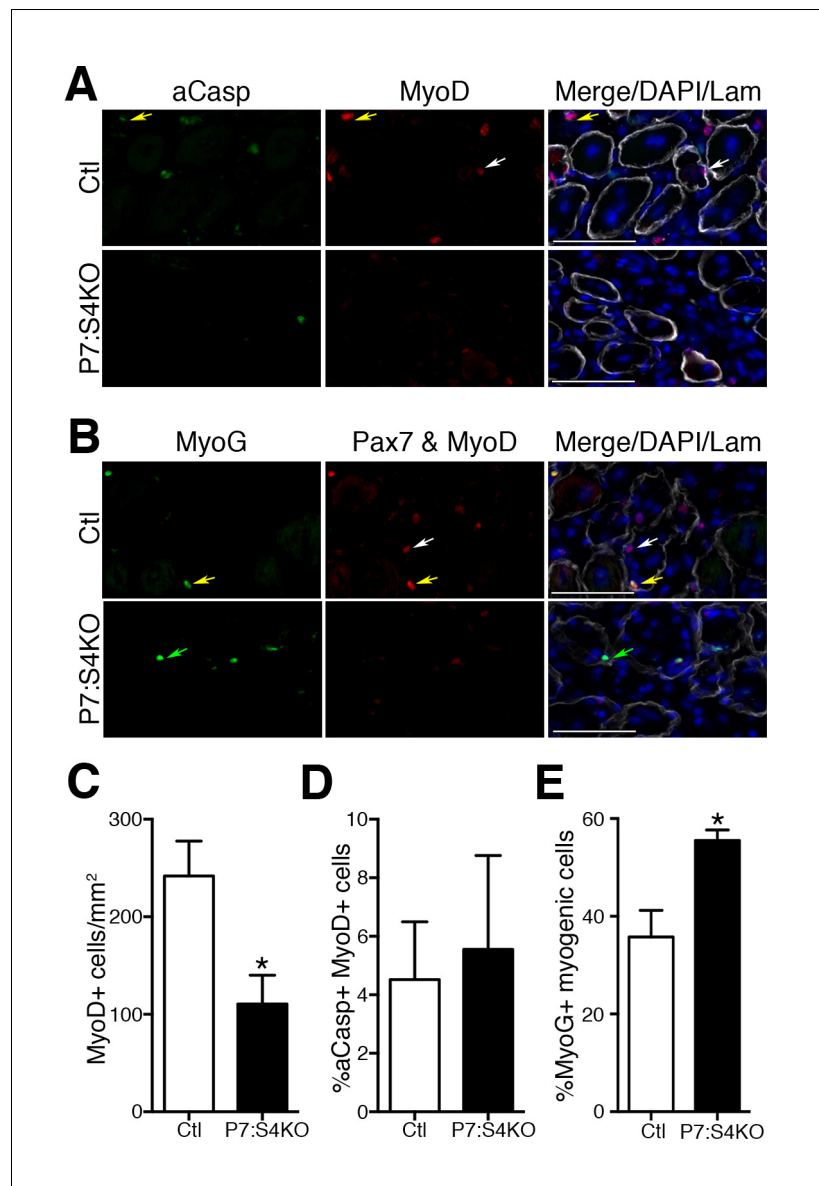 A
aCasp MyoD Merge/DAPI/Lam
Ctl
P7:S4KO
B
MyoG Pax7 & MyoD Merge/DAPI/Lam
Ctl
P7:S4KO
C
MyoD+ cells/mm²
300
200
100
0
*
Ctl P7:S4KO
D
%aCasp+ MyoD+ cells
10
8
6
4
2
0
Ctl P7:S4KO
E
%MyoG+ myogenic cells
60
40
20
0
*
Ctl P7:S4KO